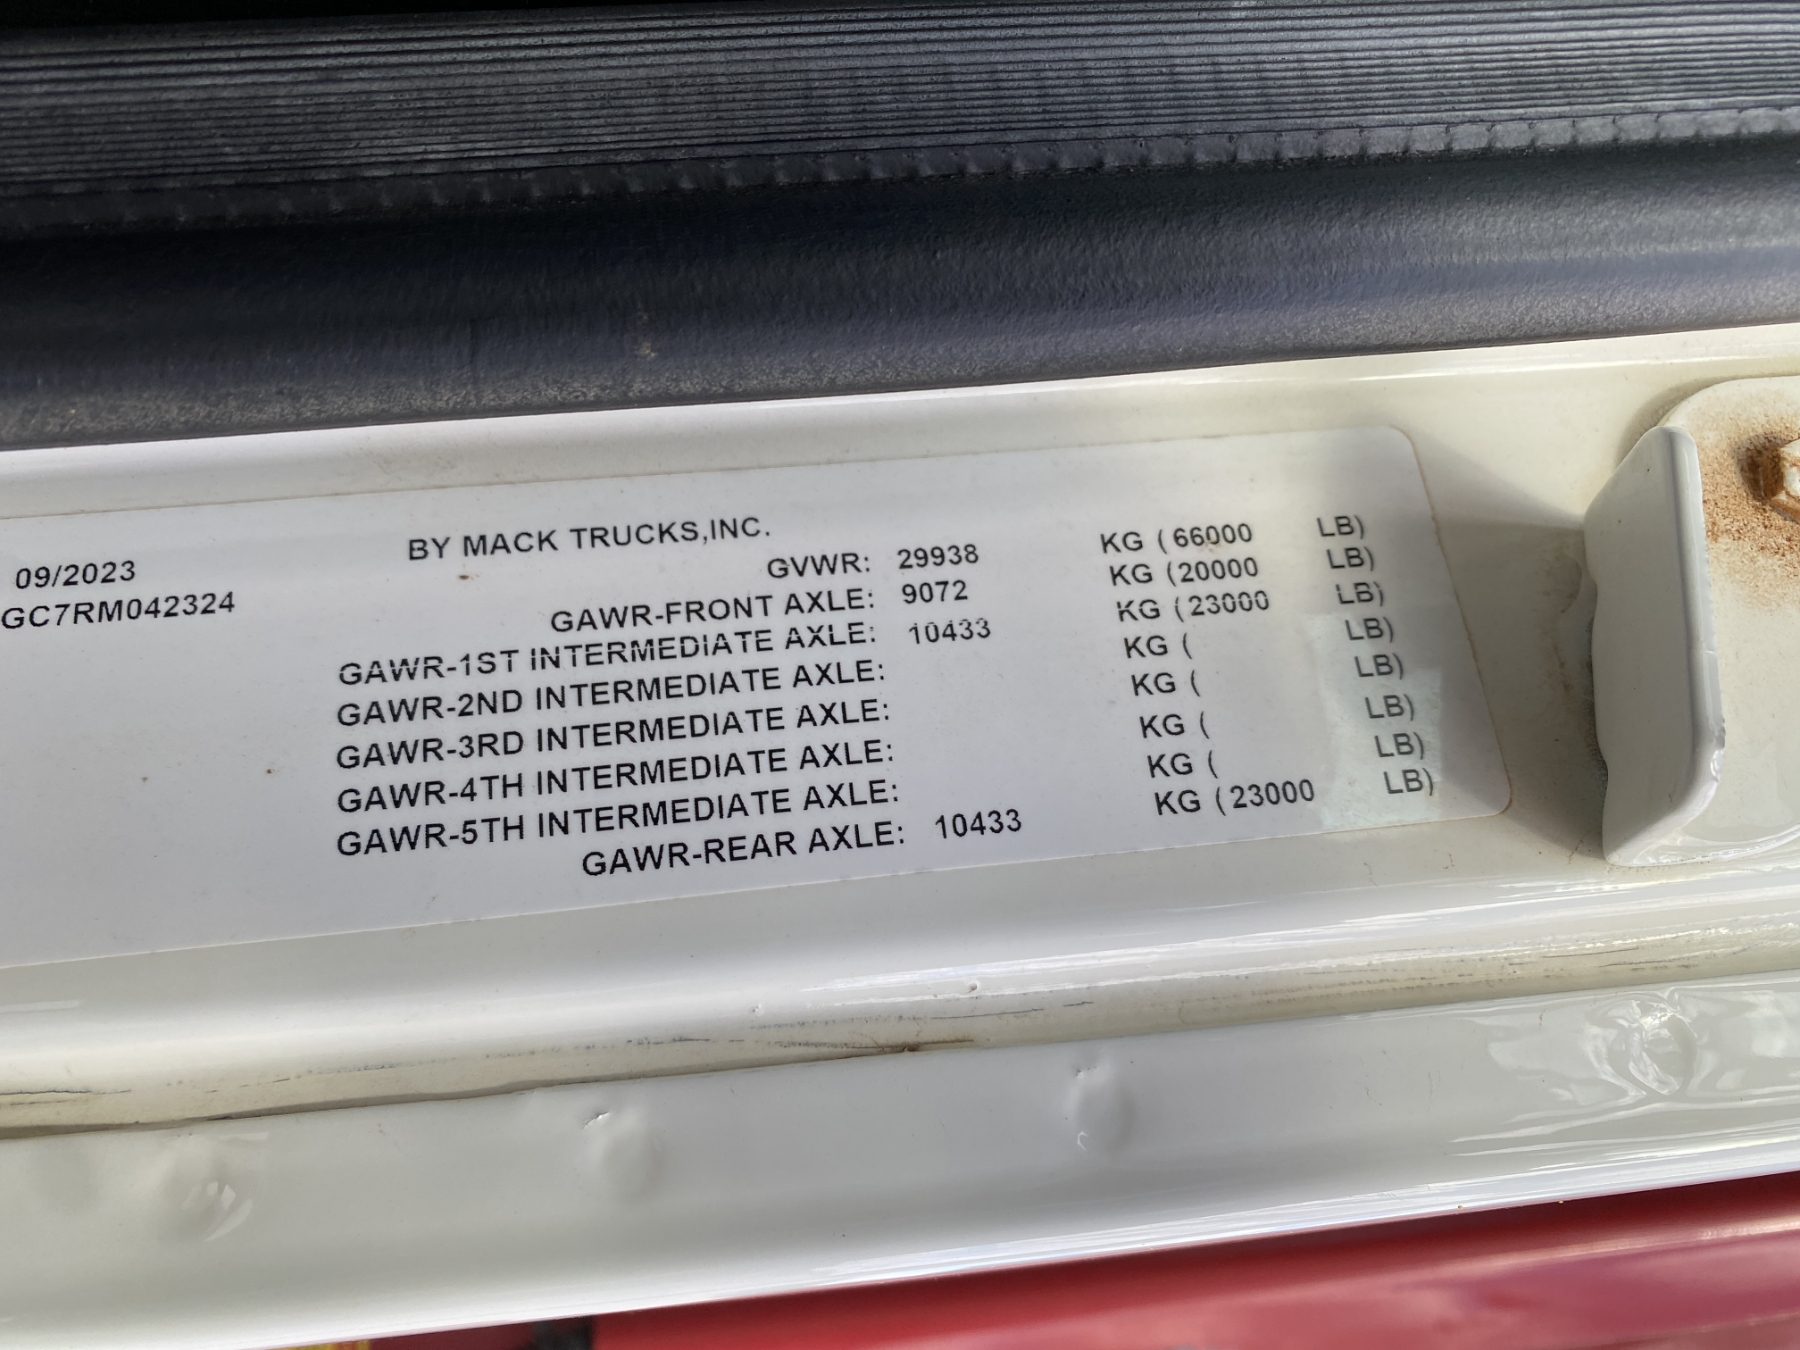 BY MACK TRUCKS,INC.
09/2023 GVWR: 29938 KG (66000 LB)
GC7RM042324 GAWR-FRONT AXLE: 9072 KG (20000 LB)
GAWR-1ST INTERMEDIATE AXLE: 10433 KG (23000 LB)
GAWR-2ND INTERMEDIATE AXLE: KG ( LB)
GAWR-3RD INTERMEDIATE AXLE: KG ( LB)
GAWR-4TH INTERMEDIATE AXLE: KG ( LB)
GAWR-5TH INTERMEDIATE AXLE: KG ( LB)
GAWR-REAR AXLE: 10433 KG (23000 LB)